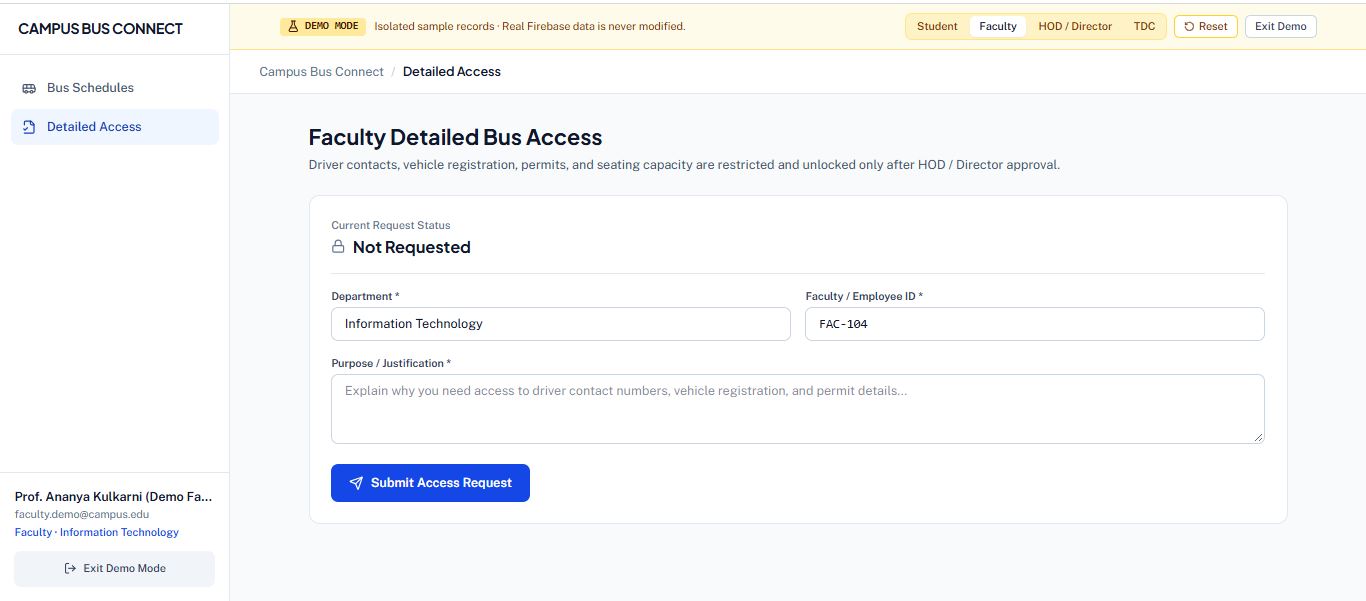 CAMPUS BUS CONNECT
DEMO MODE Isolated sample records · Real Firebase data is never modified. Student Faculty HOD / Director TDC Reset Exit Demo
Campus Bus Connect / Detailed Access
Bus Schedules
Detailed Access
Faculty Detailed Bus Access
Driver contacts, vehicle registration, permits, and seating capacity are restricted and unlocked only after HOD / Director approval.
Current Request Status
Not Requested
Department * Faculty / Employee ID *
Information Technology FAC-104
Purpose / Justification *
Explain why you need access to driver contact numbers, vehicle registration, and permit details...
Submit Access Request
Prof. Ananya Kulkarni (Demo Fa...
faculty.demo@campus.edu
Faculty · Information Technology
Exit Demo Mode